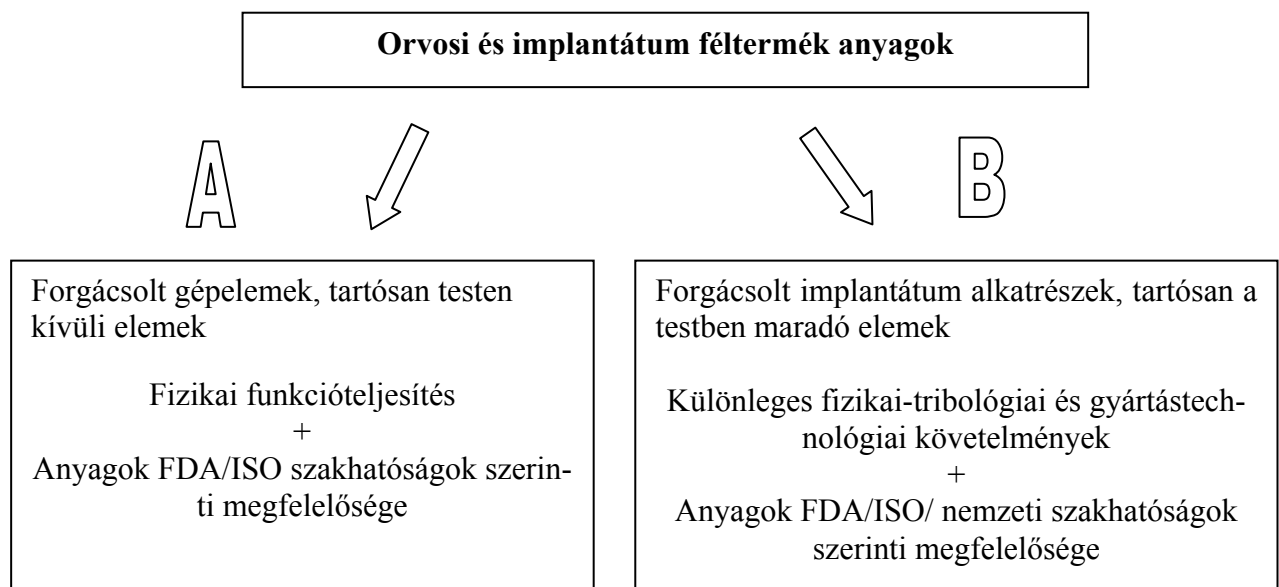 Orvosi és implantátum féltermék anyagok
A
B
Forgácsolt gépelemek, tartósan testen
kívüli elemek
Fizikai funkcióteljesítés
+
Anyagok FDA/ISO szakhatóságok szerin-
ti megfelelősége
Forgácsolt implantátum alkatrészek, tartósan a
testben maradó elemek
Különleges fizikai-tribológiai és gyártástech-
nológiai követelmények
+
Anyagok FDA/ISO/ nemzeti szakhatóságok
szerinti megfelelősége